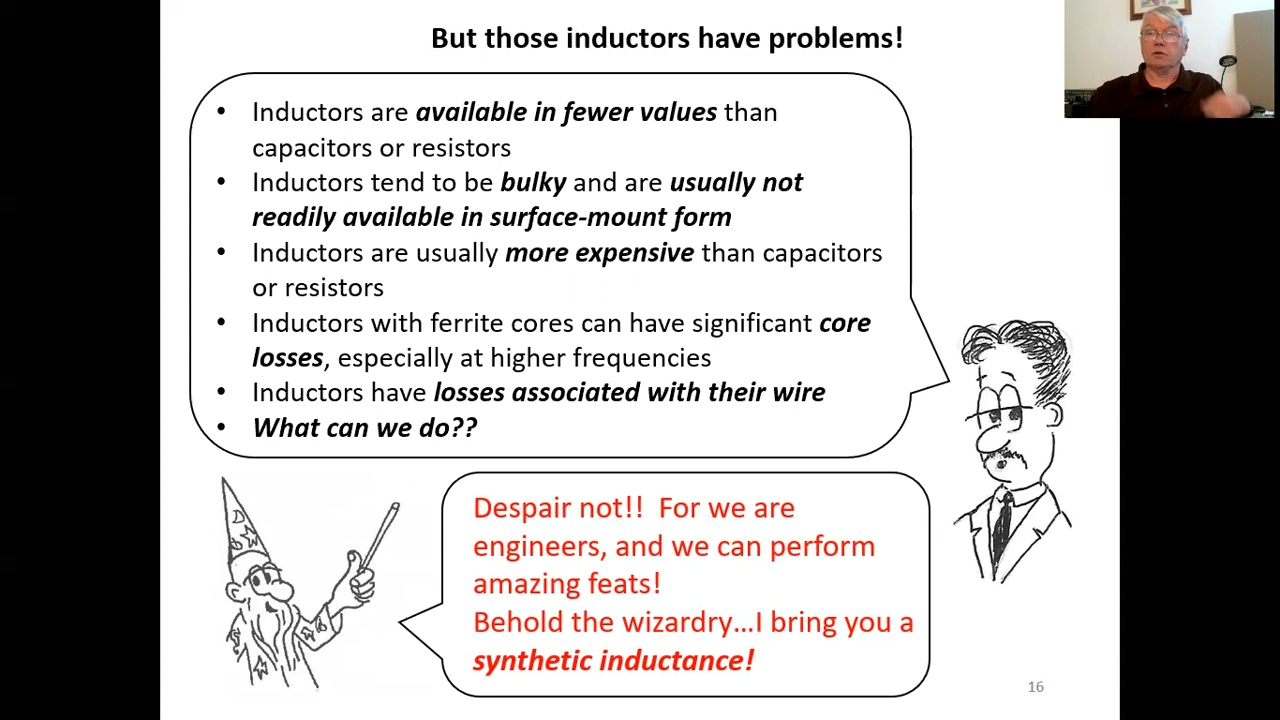 But those inductors have problems!
• Inductors are available in fewer values than
capacitors or resistors
• Inductors tend to be bulky and are usually not
readily available in surface-mount form
• Inductors are usually more expensive than capacitors
or resistors
• Inductors with ferrite cores can have significant core
losses, especially at higher frequencies
• Inductors have losses associated with their wire
• What can we do??
Despair not!! For we are
engineers, and we can perform
amazing feats!
Behold the wizardry…I bring you a
synthetic inductance!
16